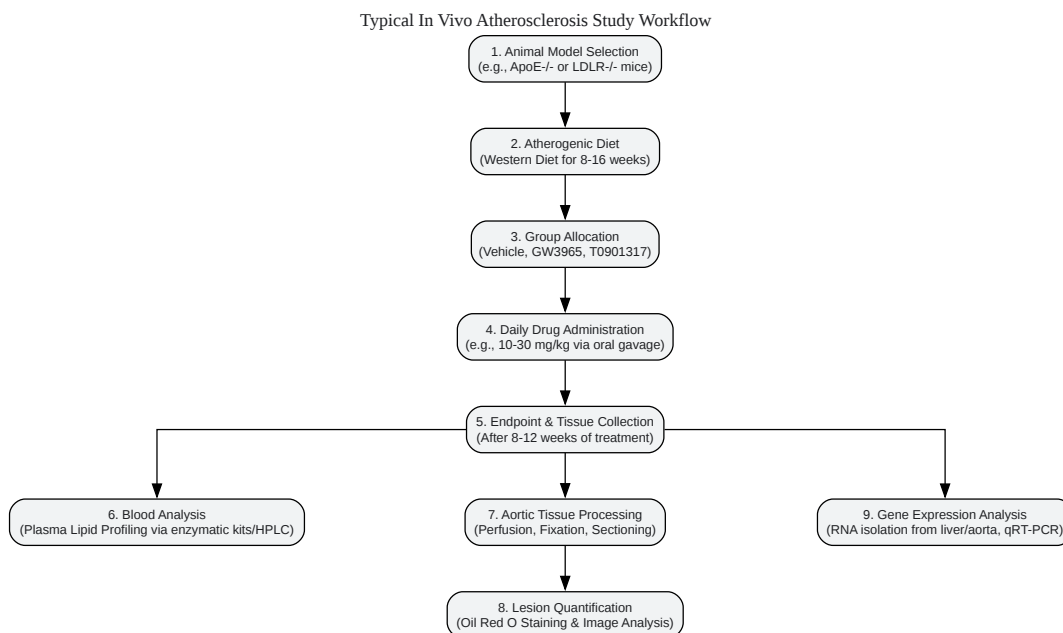 Typical In Vivo Atherosclerosis Study Workflow
1. Animal Model Selection
(e.g., ApoE-/- or LDLR-/- mice)
2. Atherogenic Diet
(Western Diet for 8-16 weeks)
3. Group Allocation
(Vehicle, GW3965, T0901317)
4. Daily Drug Administration
(e.g., 10-30 mg/kg via oral gavage)
5. Endpoint & Tissue Collection
(After 8-12 weeks of treatment)
6. Blood Analysis
(Plasma Lipid Profiling via enzymatic kits/HPLC)
7. Aortic Tissue Processing
(Perfusion, Fixation, Sectioning)
9. Gene Expression Analysis
(RNA isolation from liver/aorta, qRT-PCR)
8. Lesion Quantification
(Oil Red O Staining & Image Analysis)